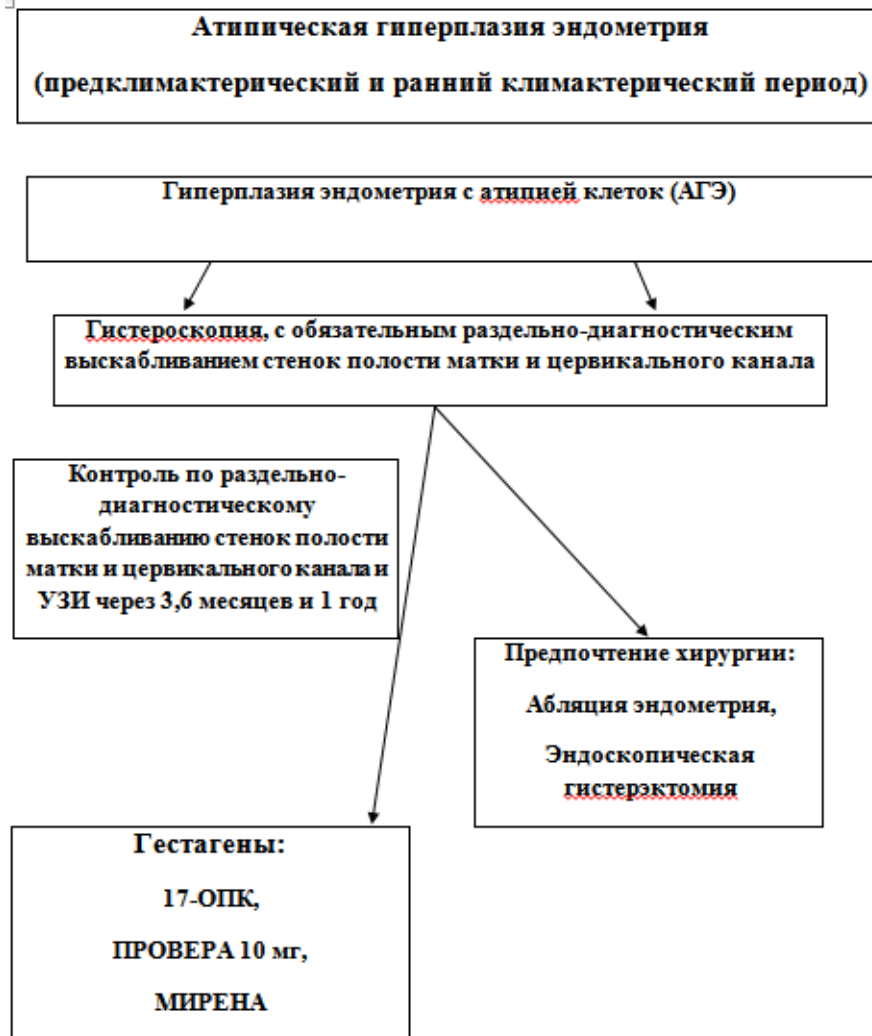 Атипическая гиперплазия эндометрия
(предклимактерический и ранний климактерический период)
Гиперплазия эндометрия с атипией клеток (АГЭ)
Гистероскопия, с обязательным раздельно-диагностическим
выскабливанием стенок полости матки и цервикального канала
Контроль по раздельно-
диагностическому
выскабливанию стенок полости
матки и цервикального канала и
УЗИ через 3,6 месяцев и 1 год
Предпочтение хирургии:
Абляция эндометрия,
Эндоскопическая
гистерэктомия
Гестагены:
17-ОПК,
ПРОВЕРА 10 мг,
МИРЕНА